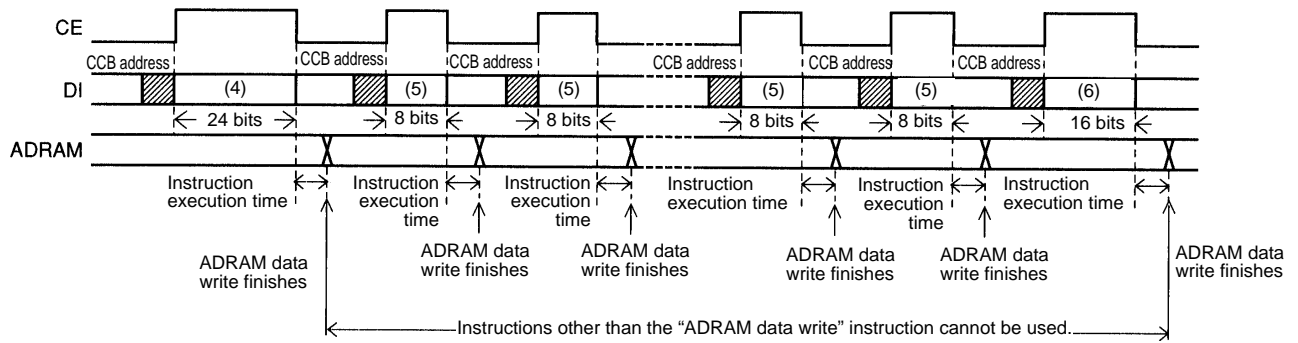 CE
CCB address CCB address CCB address CCB address CCB address CCB address
DI
(4) (5) (5) (5) (5) (6)
24 bits 8 bits 8 bits 8 bits 8 bits 16 bits
ADRAM
Instruction execution time
Instruction execution time
Instruction execution time
Instruction execution time
Instruction execution time
Instruction execution time
ADRAM data write finishes
ADRAM data write finishes
ADRAM data write finishes
ADRAM data write finishes
ADRAM data write finishes
ADRAM data write finishes
Instructions other than the “ADRAM data write” instruction cannot be used.